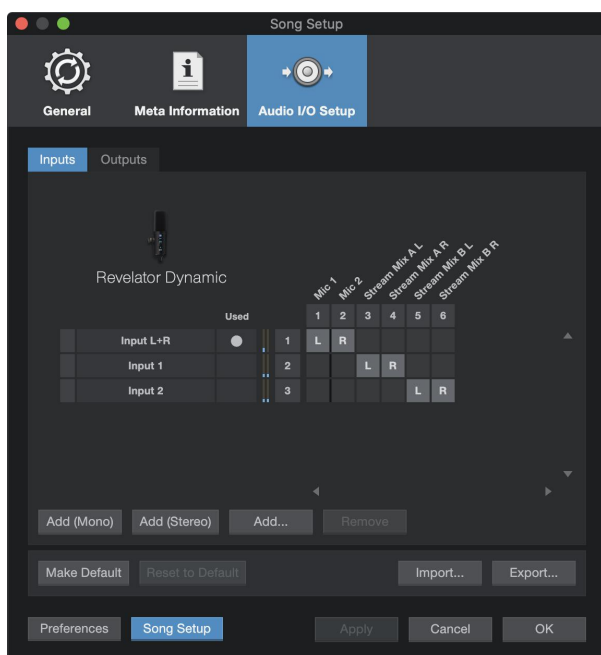 Song Setup
General Meta Information Audio I/O Setup
Inputs Outputs
Revelator Dynamic
Mic 1 Mic 2 Stream Mix A L Stream Mix A R Stream Mix B L Stream Mix B R
Used 1 2 3 4 5 6
Input L+R 1 L R
Input 1 2 L R
Input 2 3 L R
Add (Mono) Add (Stereo) Add... Remove
Make Default Reset to Default Import... Export...
Preferences Song Setup Apply Cancel OK